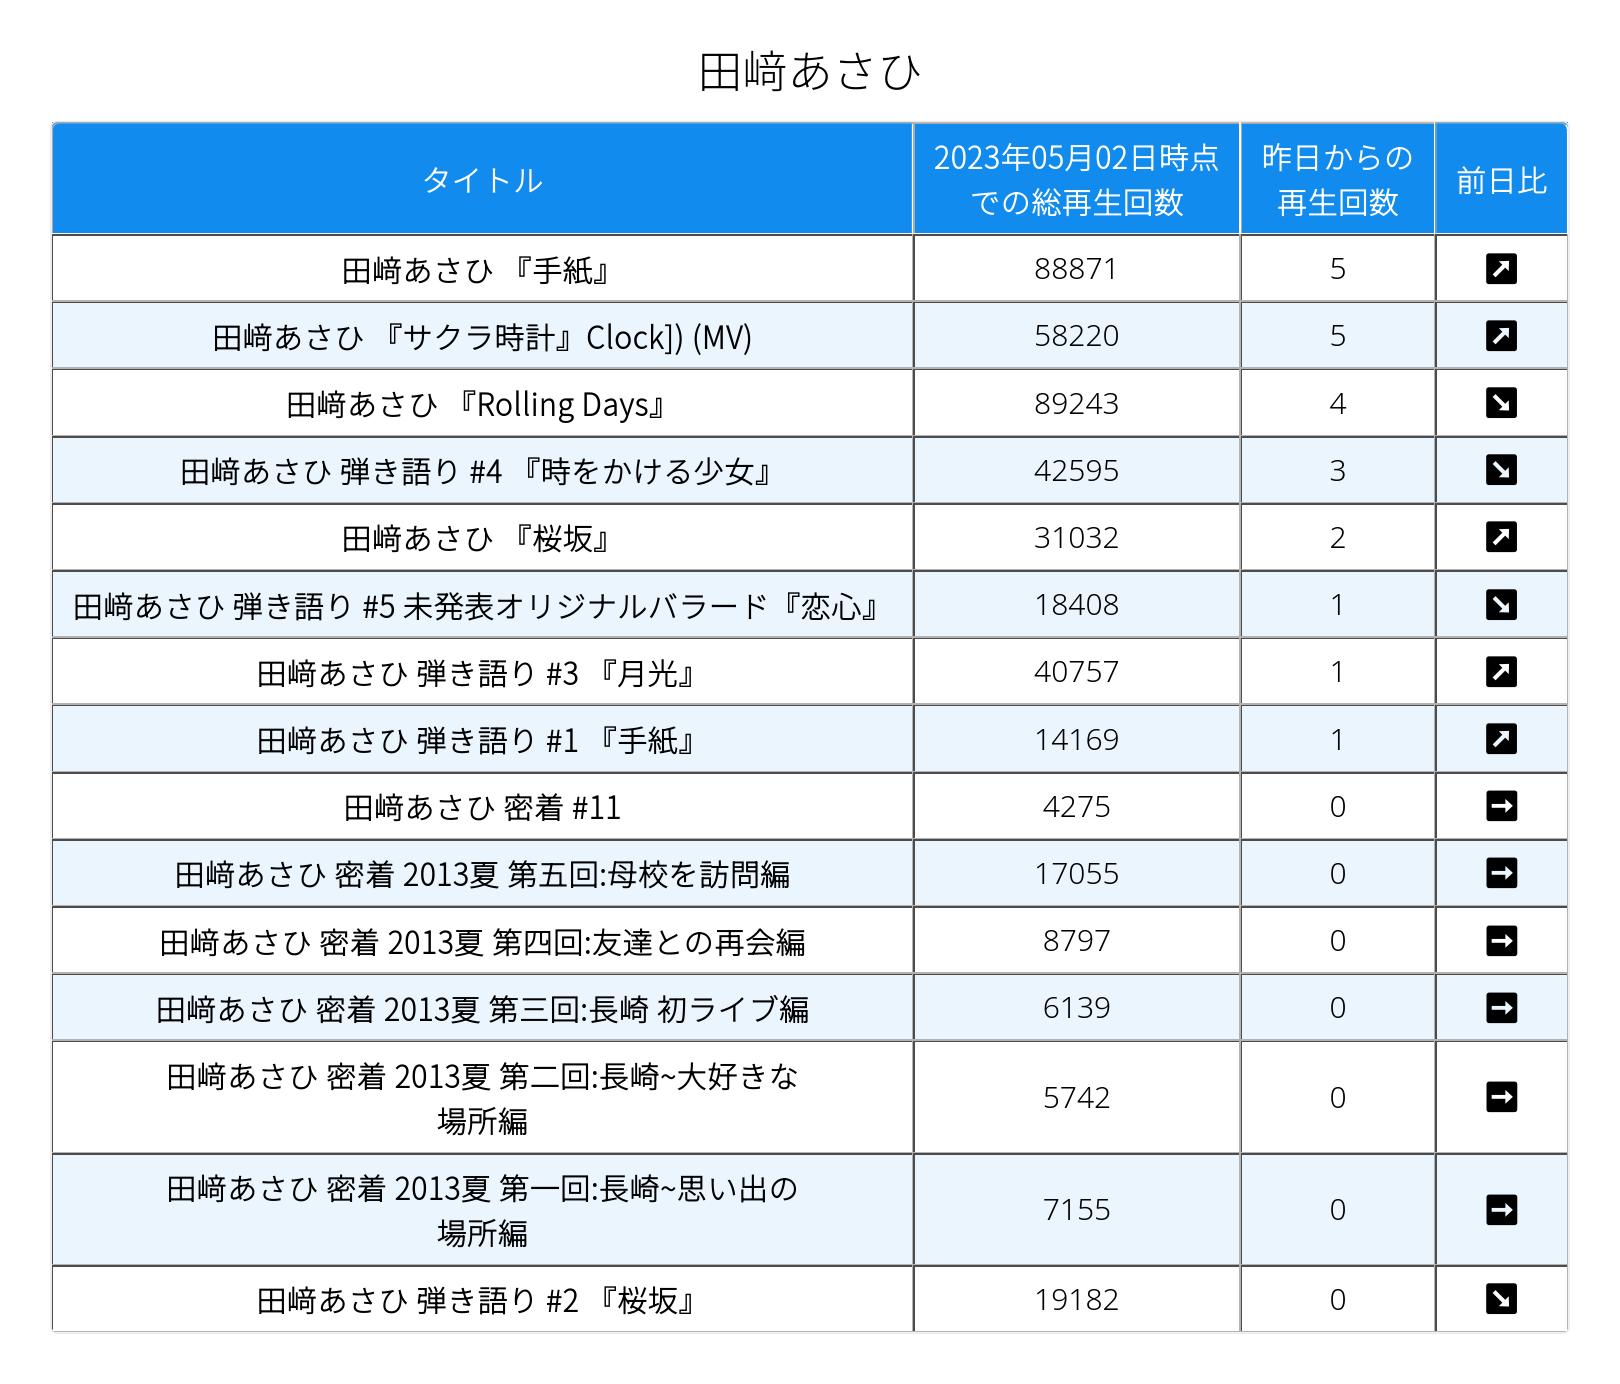 田﨑あさひ
タイトル
2023年05月02日時点
での総再生回数
昨日からの
再生回数
前日比
田﨑あさひ 『手紙』 88871 5
田﨑あさひ 『サクラ時計』Clock]) (MV) 58220 5
田﨑あさひ 『Rolling Days』 89243 4
田﨑あさひ 弾き語り #4 『時をかける少女』 42595 3
田﨑あさひ 『桜坂』 31032 2
田﨑あさひ 弾き語り #5 未発表オリジナルバラード『恋心』 18408 1
田﨑あさひ 弾き語り #3 『月光』 40757 1
田﨑あさひ 弾き語り #1 『手紙』 14169 1
田﨑あさひ 密着 #11 4275 0
田﨑あさひ 密着 2013夏 第五回:母校を訪問編 17055 0
田﨑あさひ 密着 2013夏 第四回:友達との再会編 8797 0
田﨑あさひ 密着 2013夏 第三回:長崎 初ライブ編 6139 0
田﨑あさひ 密着 2013夏 第二回:長崎~大好きな
場所編 5742 0
田﨑あさひ 密着 2013夏 第一回:長崎~思い出の
場所編 7155 0
田﨑あさひ 弾き語り #2 『桜坂』 19182 0